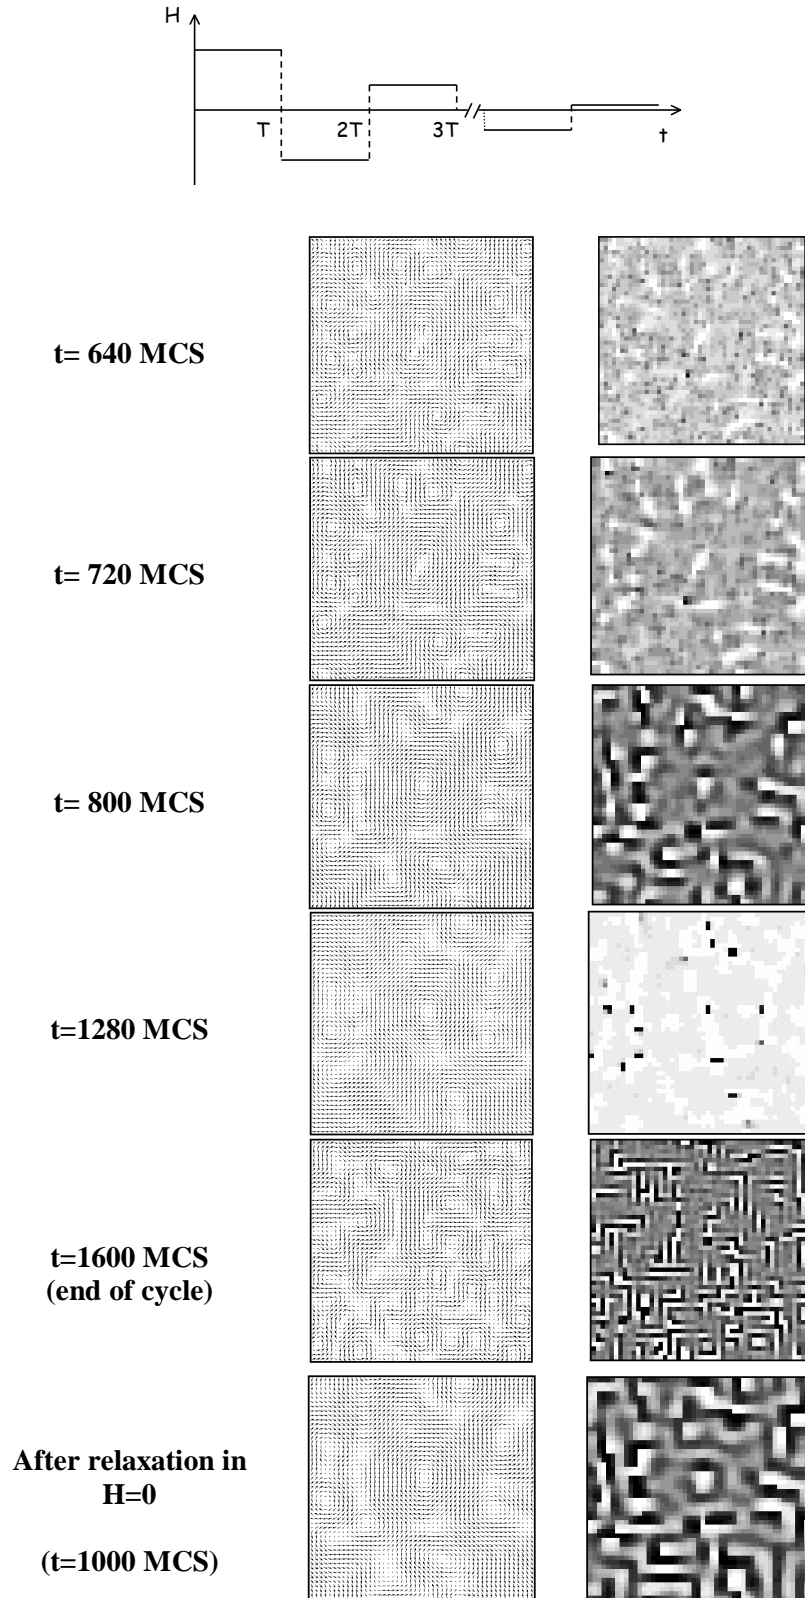 H
T 2T 3T t
t= 640 MCS
t= 720 MCS
t= 800 MCS
t=1280 MCS
t=1600 MCS
(end of cycle)
After relaxation in
H=0
(t=1000 MCS)